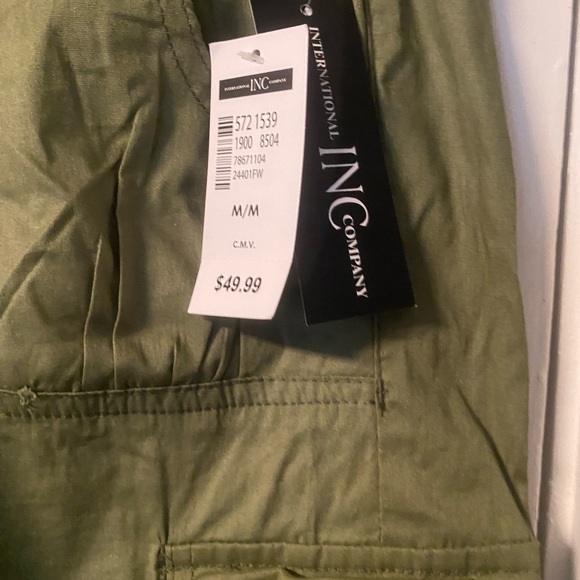 INTERNATIONAL INC COMPANY
572 1539
1900 8504
78671104
24401FW
M/M
C.M.V.
$49.99
INTERNATIONAL
INC
COMPANY